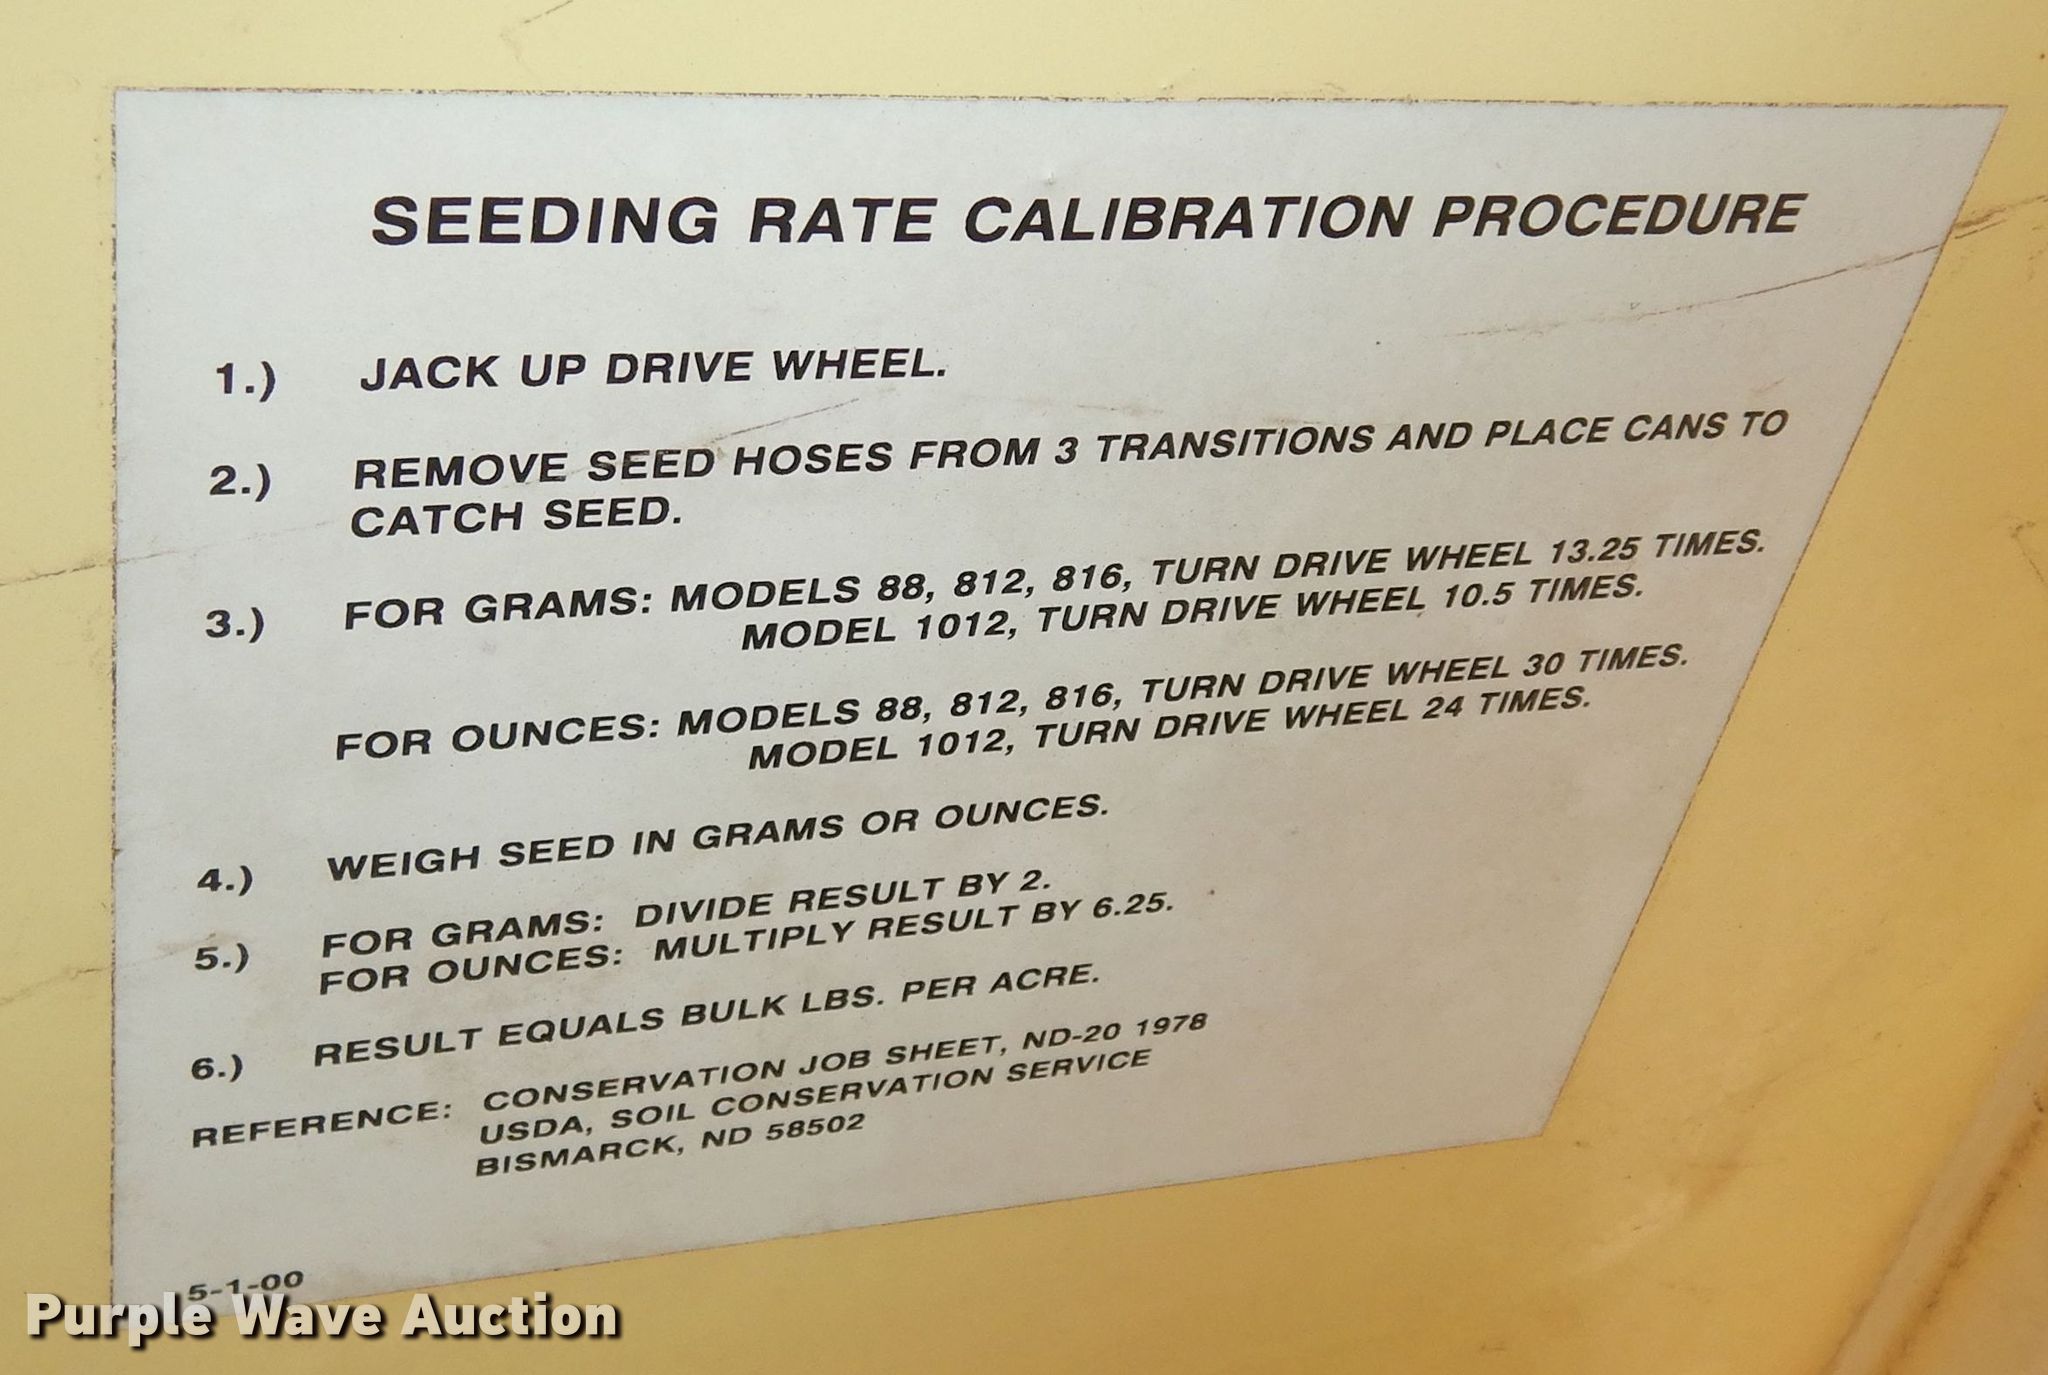 SEEDING RATE CALIBRATION PROCEDURE
1.) JACK UP DRIVE WHEEL.
2.) REMOVE SEED HOSES FROM 3 TRANSITIONS AND PLACE CANS TO
CATCH SEED.
3.) FOR GRAMS: MODELS 88, 812, 816, TURN DRIVE WHEEL 13.25 TIMES.
MODEL 1012, TURN DRIVE WHEEL 10.5 TIMES.
FOR OUNCES: MODELS 88, 812, 816, TURN DRIVE WHEEL 30 TIMES.
MODEL 1012, TURN DRIVE WHEEL 24 TIMES.
4.) WEIGH SEED IN GRAMS OR OUNCES.
5.) FOR GRAMS: DIVIDE RESULT BY 2.
FOR OUNCES: MULTIPLY RESULT BY 6.25.
6.) RESULT EQUALS BULK LBS. PER ACRE.
REFERENCE: CONSERVATION JOB SHEET, ND-20 1978
USDA, SOIL CONSERVATION SERVICE
BISMARCK, ND 58502
5-1-00
Purple Wave Auction